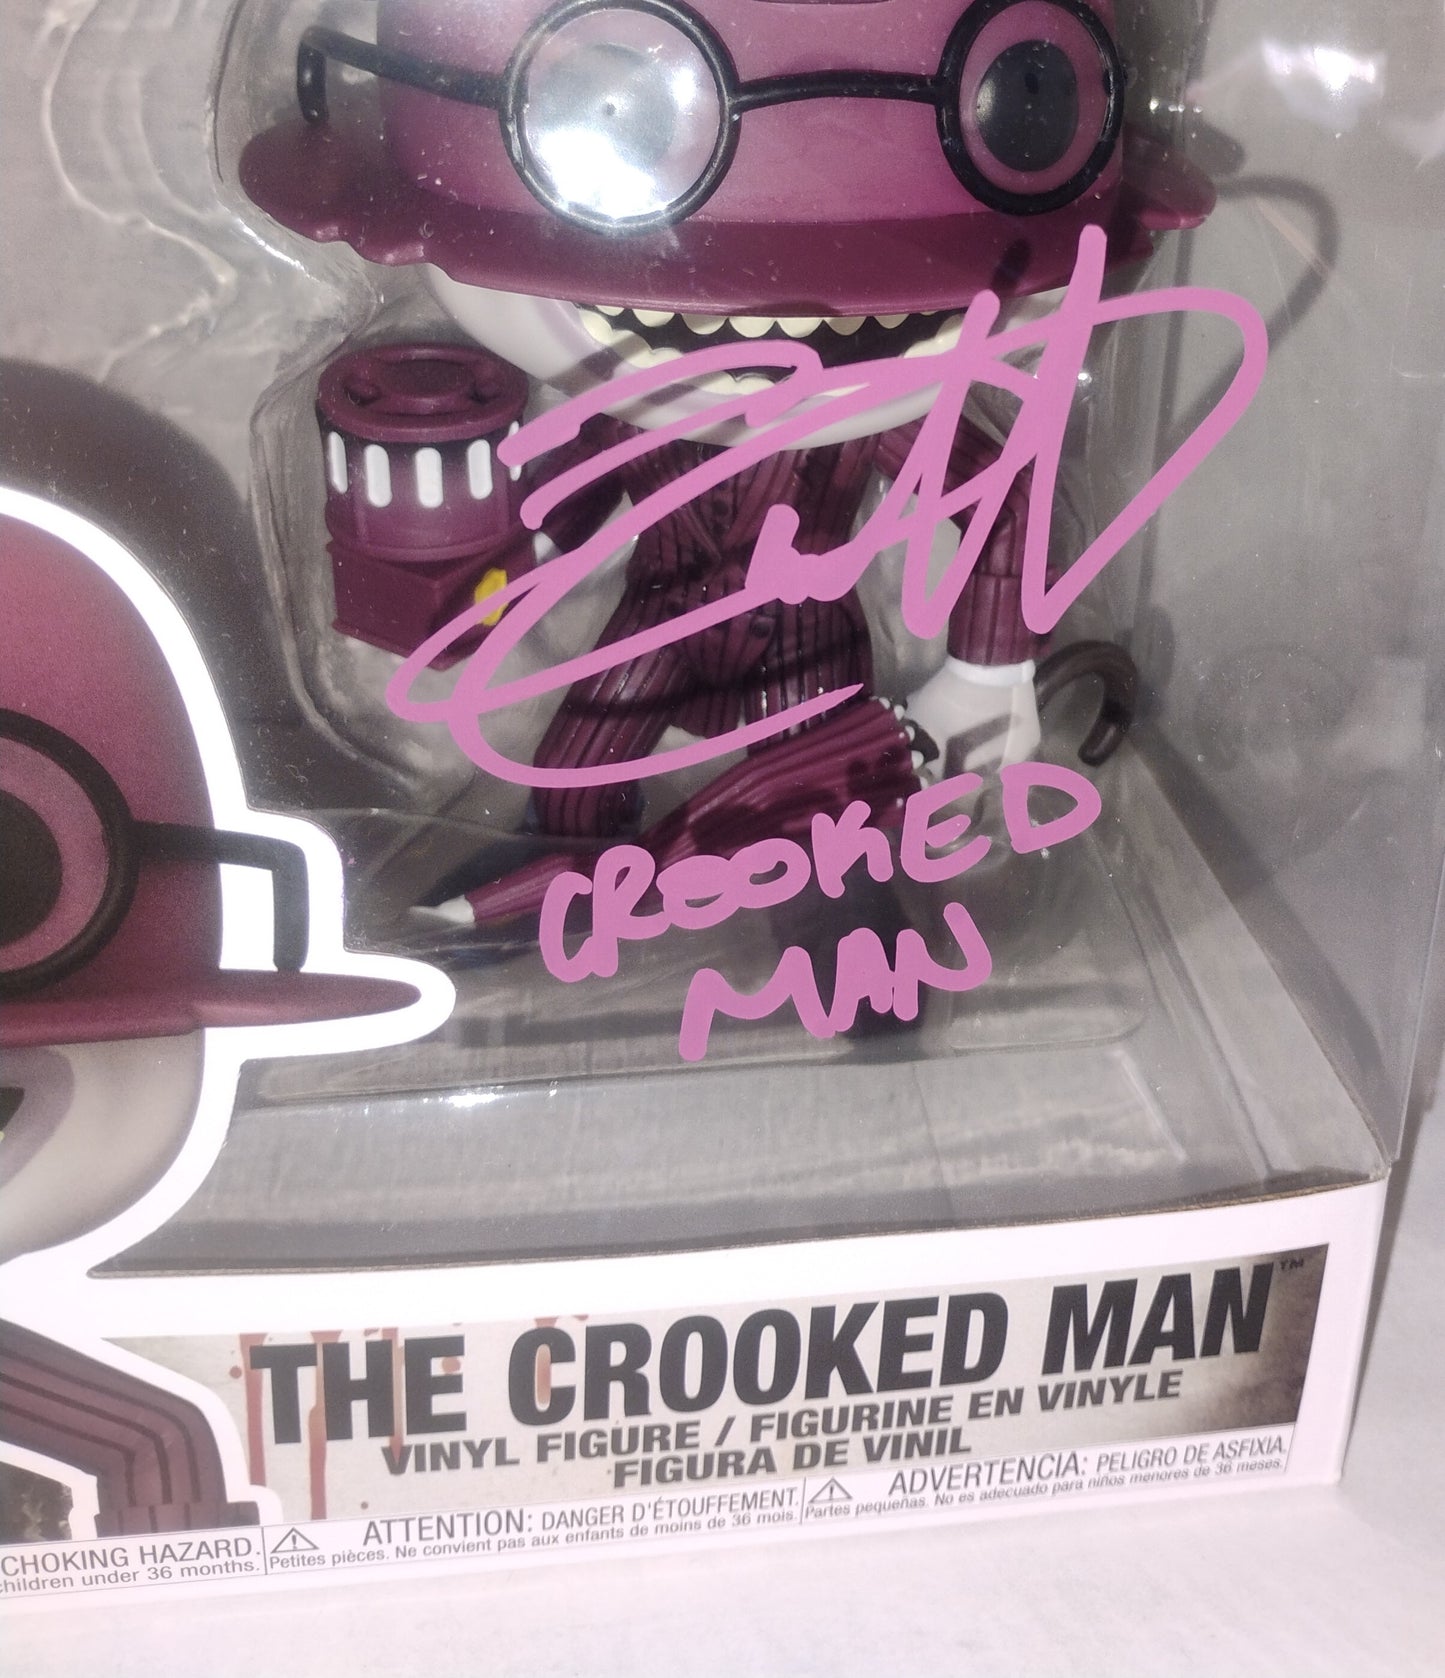 CROOKED
MAN
THE CROOKED MAN™
VINYL FIGURE / FIGURINE EN VINYLE
FIGURA DE VINIL
CHOKING HAZARD.
children under 36 months.
ATTENTION: DANGER D'ÉTOUFFEMENT.
Petites pièces. Ne convient pas aux enfants de moins de 36 mois.
ADVERTENCIA: PELIGRO DE ASFIXIA.
Partes pequeñas. No es adecuado para niños menores de 36 meses.